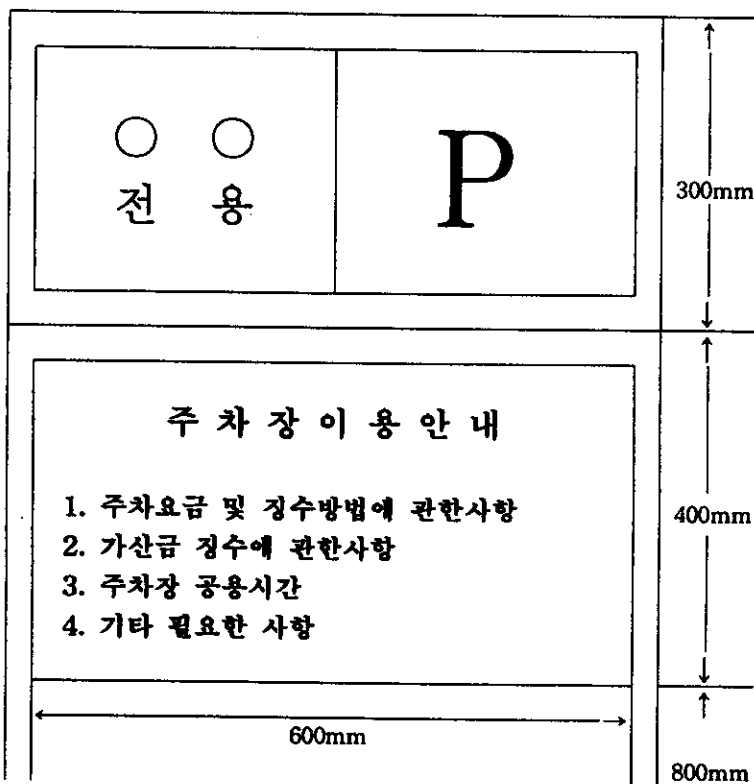 ○ ○
전 용
P
300mm
주 차 장 이 용 안 내
1. 주차요금 및 징수방법에 관한사항
2. 가산금 징수에 관한사항
3. 주차장 공용시간
4. 기타 필요한 사항
400mm
600mm
800mm